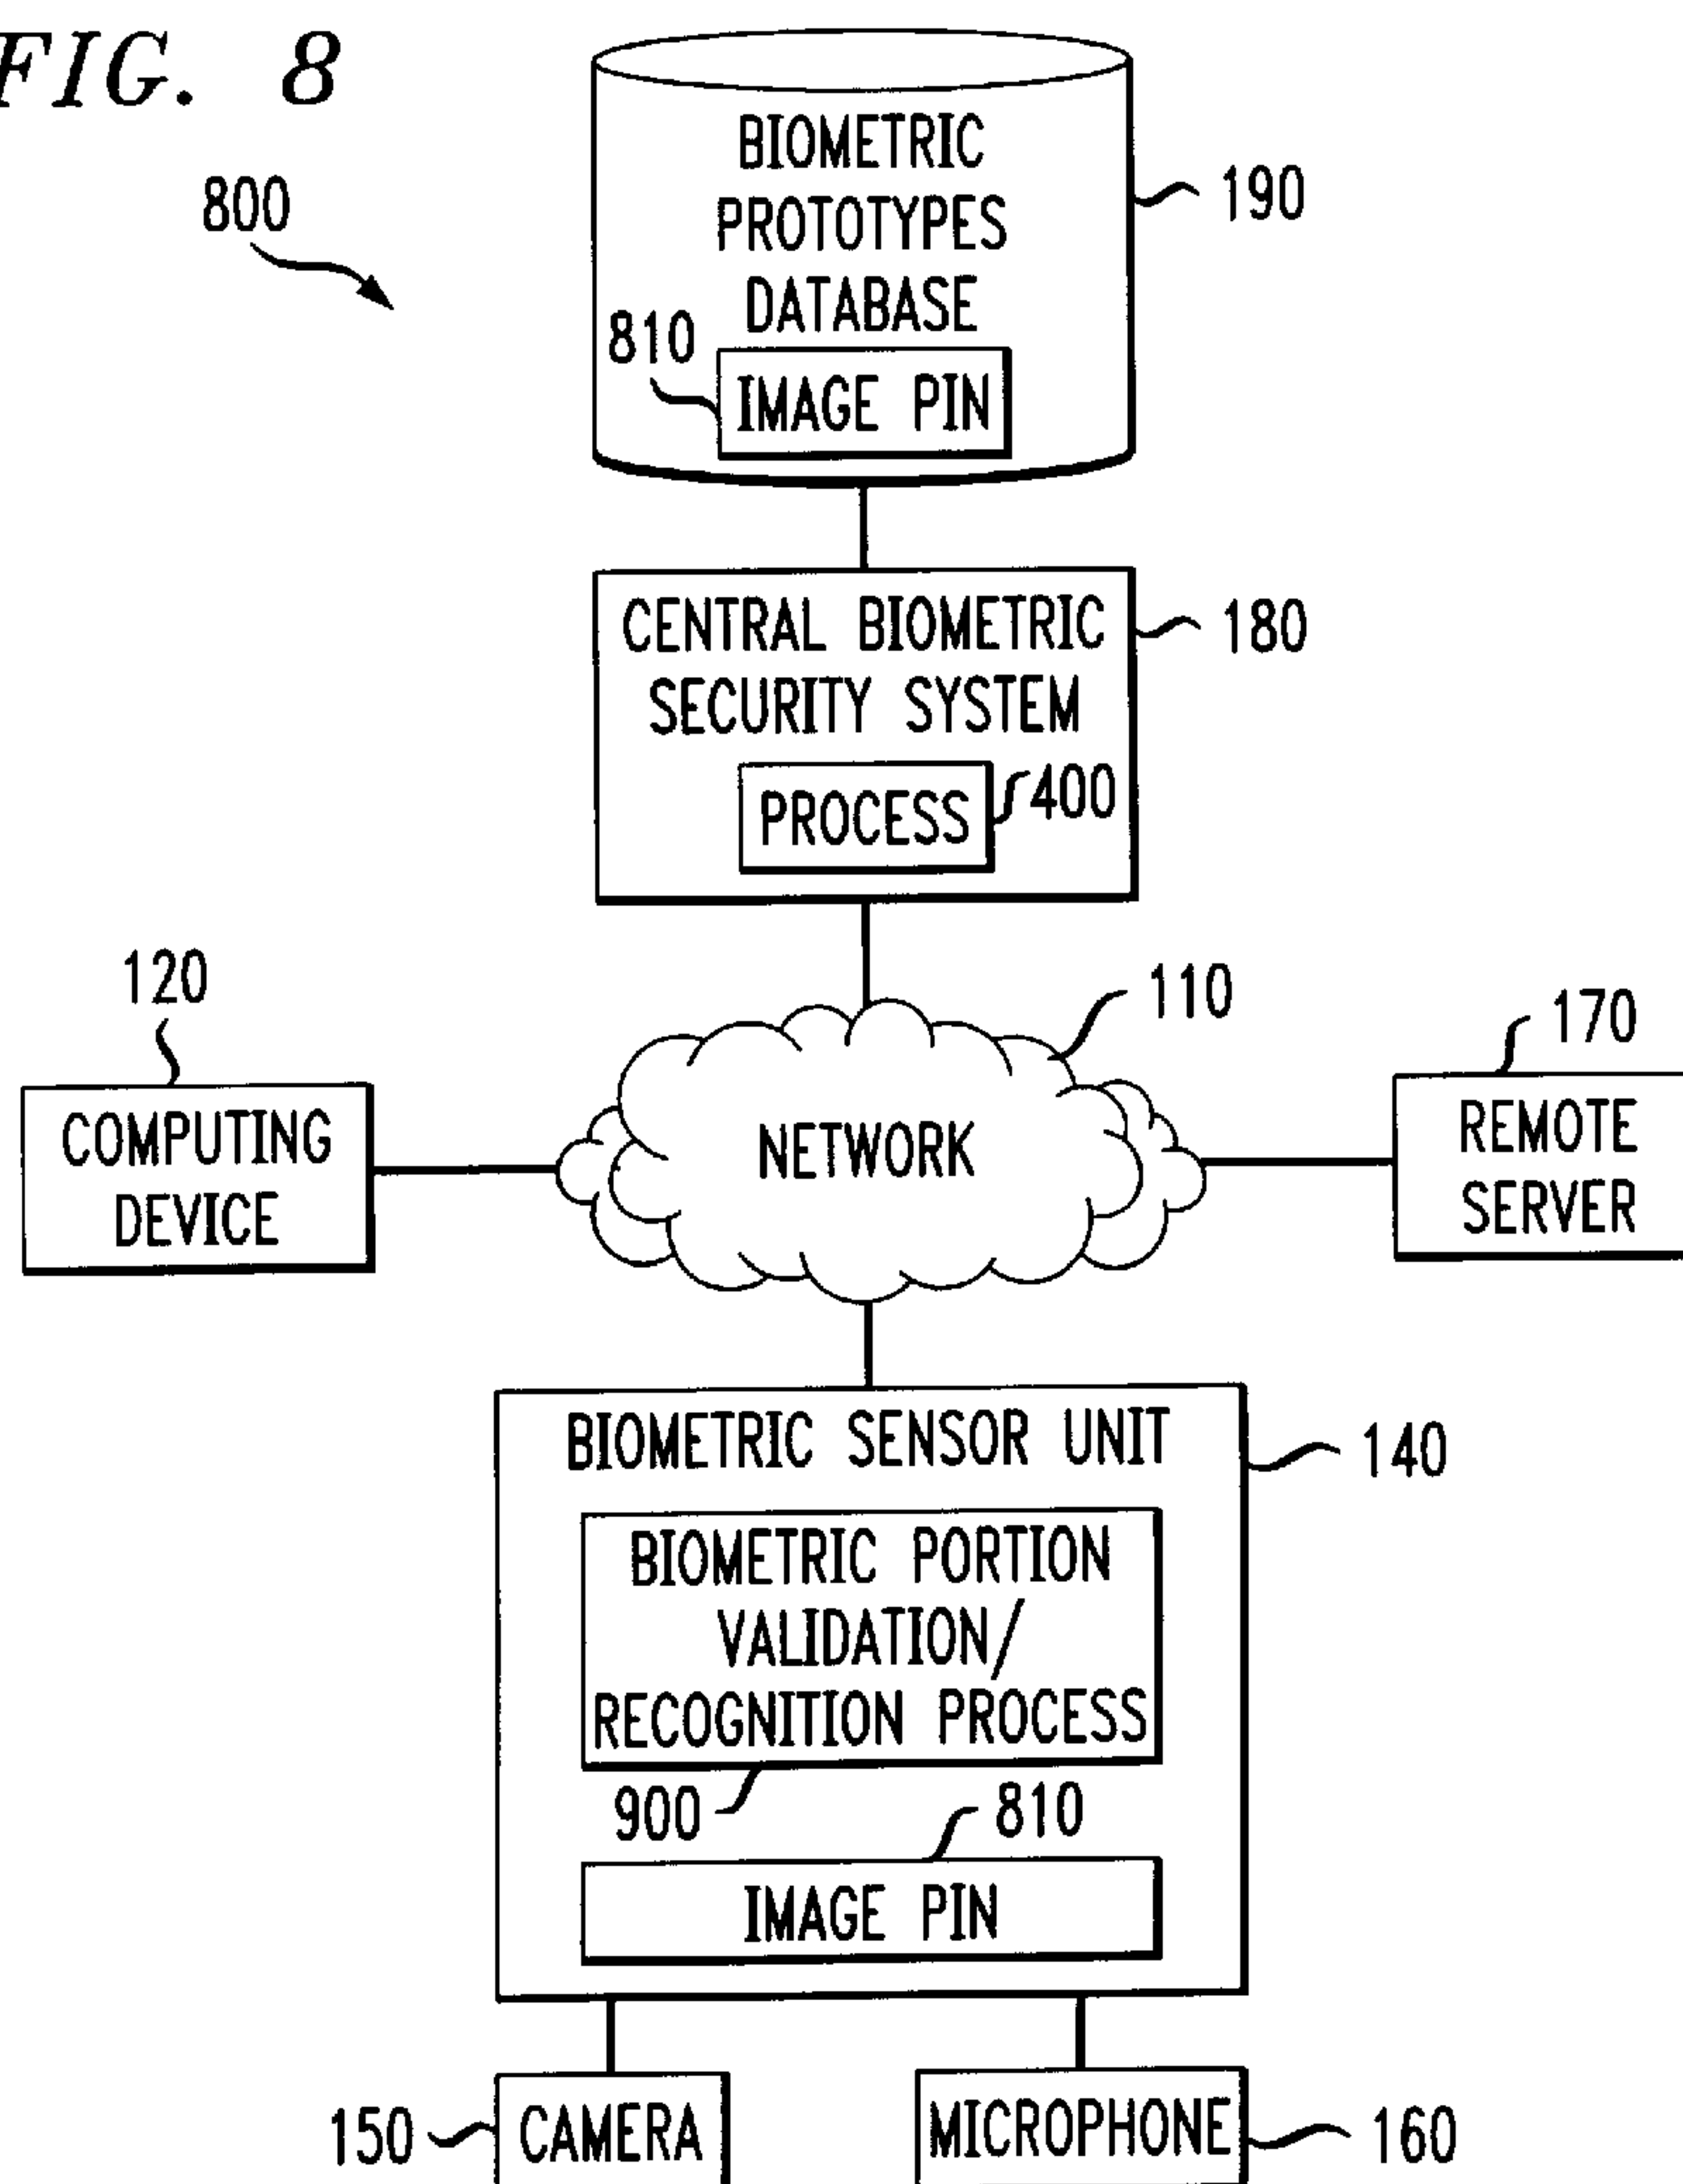 FIG. 8
800
BIOMETRIC
PROTOTYPES
DATABASE
190
810
IMAGE PIN
CENTRAL BIOMETRIC
SECURITY SYSTEM
180
PROCESS
400
120
COMPUTING
DEVICE
110
NETWORK
170
REMOTE
SERVER
BIOMETRIC SENSOR UNIT
140
BIOMETRIC PORTION
VALIDATION/
RECOGNITION PROCESS
900
810
IMAGE PIN
150
CAMERA
MICROPHONE
160